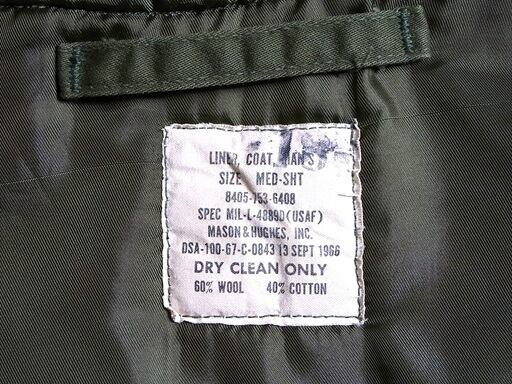 LINER, COAT, MAN'S
SIZE MED-SHT
8405-153-6408
SPEC MIL-L-4889D(USAF)
MASON & HUGHES, INC.
DSA-100-67-C-0843 13 SEPT 1966
DRY CLEAN ONLY
60% WOOL 40% COTTON